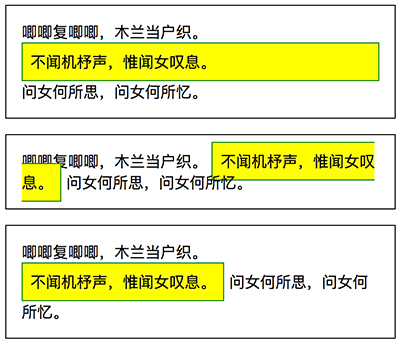 唧唧复唧唧，木兰当户织。
不闻机杼声，惟闻女叹息。
问女何所思，问女何所忆。
唧唧复唧唧，木兰当户织。 不闻机杼声，惟闻女叹
息。 问女何所思，问女何所忆。
唧唧复唧唧，木兰当户织。
不闻机杼声，惟闻女叹息。 问女何所思，问女何
所忆。